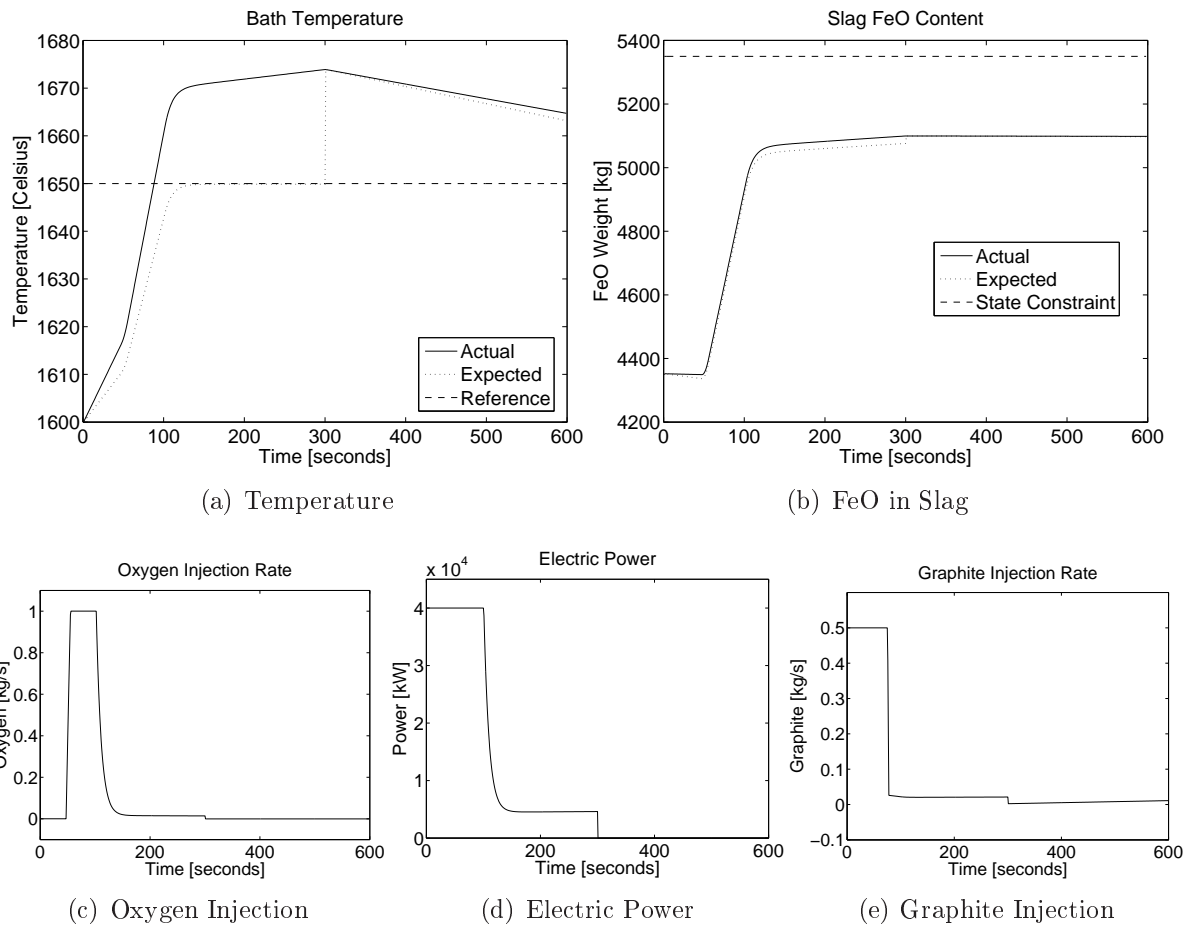 Bath Temperature
Temperature [Celsius]
1680
1670
1660
1650
1640
1630
1620
1610
1600
0 100 200 300 400 500 600
Time [seconds]
Actual
Expected
Reference
(a) Temperature
Slag FeO Content
FeO Weight [kg]
5400
5200
5000
4800
4600
4400
4200
0 100 200 300 400 500 600
Time [seconds]
Actual
Expected
State Constraint
(b) FeO in Slag
Oxygen Injection Rate
Oxygen [kg/s]
1
0.8
0.6
0.4
0.2
0
0 200 400 600
Time [seconds]
(c) Oxygen Injection
Electric Power
x 10^4
Power [kW]
4
3
2
1
0
0 200 400 600
Time [seconds]
(d) Electric Power
Graphite Injection Rate
Graphite [kg/s]
0.5
0.4
0.3
0.2
0.1
0
−0.1
0 200 400 600
Time [seconds]
(e) Graphite Injection